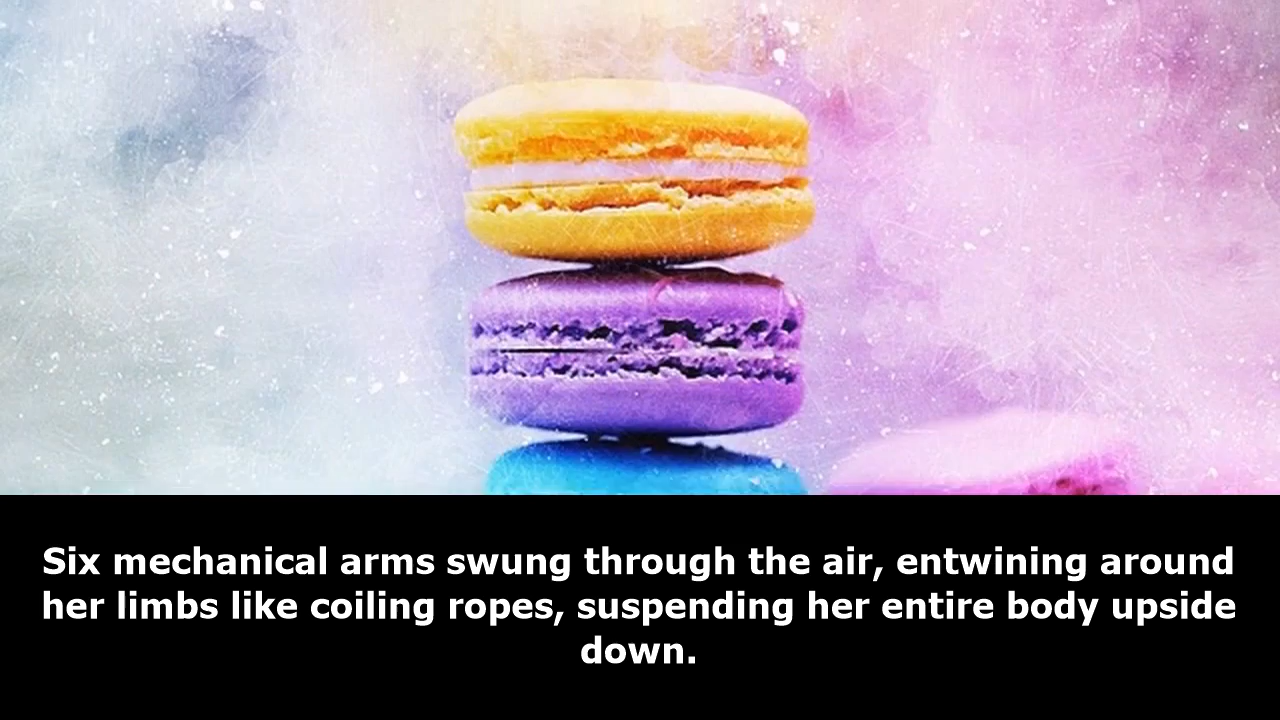 Six mechanical arms swung through the air, entwining around
her limbs like coiling ropes, suspending her entire body upside
down.